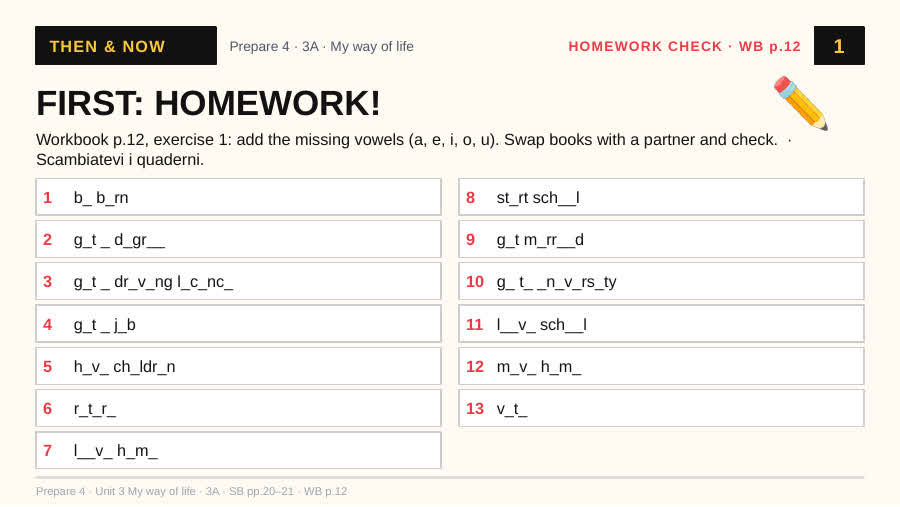 THEN & NOW
Prepare 4 · 3A · My way of life
HOMEWORK CHECK · WB p.12
1
FIRST: HOMEWORK!
Workbook p.12, exercise 1: add the missing vowels (a, e, i, o, u). Swap books with a partner and check. ·
Scambiatevi i quaderni.
1 b_ b_rn
2 g_t _ d_gr__
3 g_t _ dr_v_ng l_c_nc_
4 g_t _ j_b
5 h_v_ ch_ldr_n
6 r_t_r_
7 l__v_ h_m_
8 st_rt sch__l
9 g_t m_rr__d
10 g_ t_ _n_v_rs_ty
11 l__v_ sch__l
12 m_v_ h_m_
13 v_t_
Prepare 4 · Unit 3 My way of life · 3A · SB pp.20–21 · WB p.12